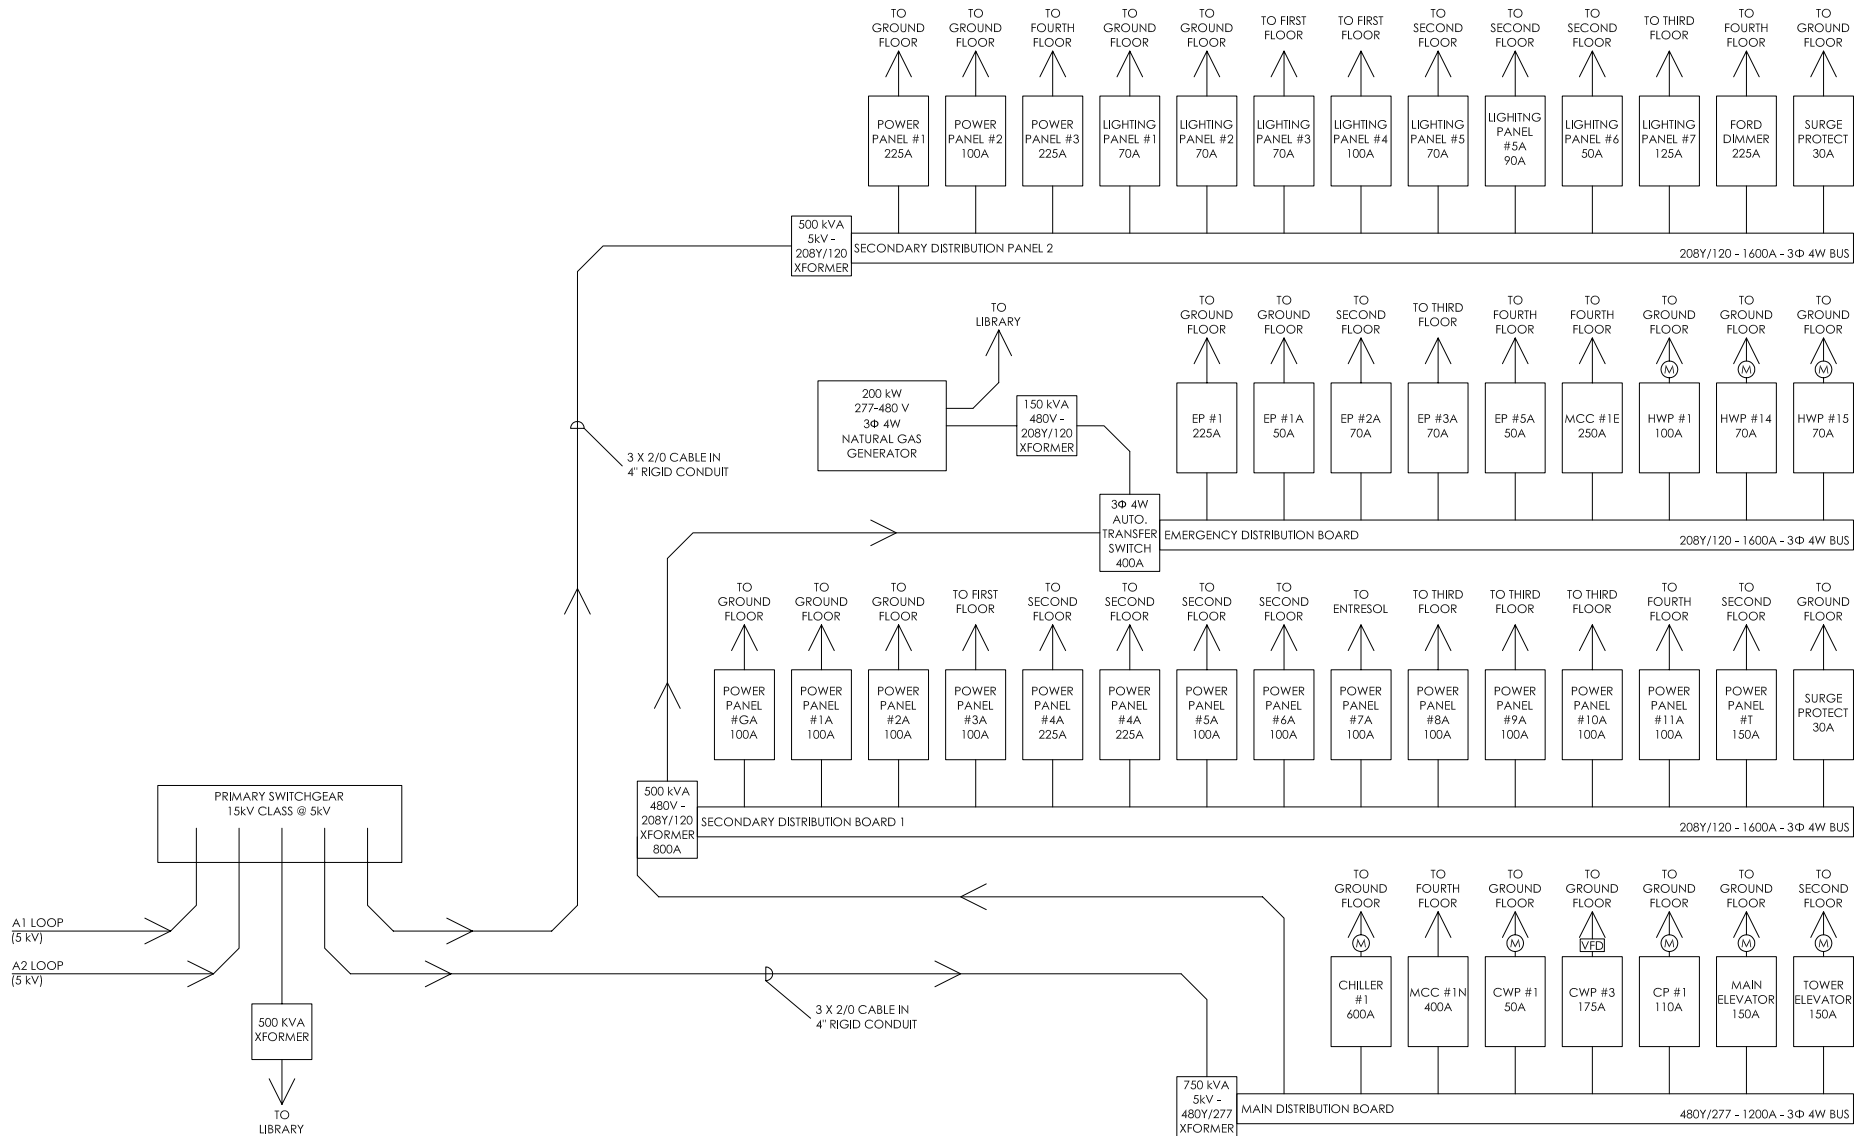 TO
GROUND
FLOOR
TO
GROUND
FLOOR
TO
FOURTH
FLOOR
TO
GROUND
FLOOR
TO
GROUND
FLOOR
TO FIRST
FLOOR
TO FIRST
FLOOR
TO
SECOND
FLOOR
TO
SECOND
FLOOR
TO
SECOND
FLOOR
TO THIRD
FLOOR
TO
FOURTH
FLOOR
TO
GROUND
FLOOR
POWER
PANEL #1
225A
POWER
PANEL #2
100A
POWER
PANEL #3
225A
LIGHTING
PANEL #1
70A
LIGHTING
PANEL #2
70A
LIGHTING
PANEL #3
70A
LIGHTING
PANEL #4
100A
LIGHTING
PANEL #5
70A
LIGHITNG
PANEL
#5A
90A
LIGHITNG
PANEL #6
50A
LIGHTING
PANEL #7
125A
FORD
DIMMER
225A
SURGE
PROTECT
30A
500 kVA
5kV -
208Y/120
XFORMER
SECONDARY DISTRIBUTION PANEL 2
208Y/120 - 1600A - 3Φ 4W BUS
TO
LIBRARY
TO
GROUND
FLOOR
TO
GROUND
FLOOR
TO
SECOND
FLOOR
TO THIRD
FLOOR
TO
FOURTH
FLOOR
TO
FOURTH
FLOOR
TO
GROUND
FLOOR
TO
GROUND
FLOOR
TO
GROUND
FLOOR
M
M
M
200 kW
277-480 V
3Φ 4W
NATURAL GAS
GENERATOR
150 kVA
480V -
208Y/120
XFORMER
EP #1
225A
EP #1A
50A
EP #2A
70A
EP #3A
70A
EP #5A
50A
MCC #1E
250A
HWP #1
100A
HWP #14
70A
HWP #15
70A
3 X 2/0 CABLE IN
4" RIGID CONDUIT
3Φ 4W
AUTO.
TRANSFER
SWITCH
400A
EMERGENCY DISTRIBUTION BOARD
208Y/120 - 1600A - 3Φ 4W BUS
TO
GROUND
FLOOR
TO
GROUND
FLOOR
TO
GROUND
FLOOR
TO FIRST
FLOOR
TO
SECOND
FLOOR
TO
SECOND
FLOOR
TO
SECOND
FLOOR
TO
SECOND
FLOOR
TO
ENTRESOL
TO THIRD
FLOOR
TO THIRD
FLOOR
TO THIRD
FLOOR
TO
FOURTH
FLOOR
TO
SECOND
FLOOR
TO
GROUND
FLOOR
POWER
PANEL
#GA
100A
POWER
PANEL
#1A
100A
POWER
PANEL
#2A
100A
POWER
PANEL
#3A
100A
POWER
PANEL
#4A
225A
POWER
PANEL
#4A
225A
POWER
PANEL
#5A
100A
POWER
PANEL
#6A
100A
POWER
PANEL
#7A
100A
POWER
PANEL
#8A
100A
POWER
PANEL
#9A
100A
POWER
PANEL
#10A
100A
POWER
PANEL
#11A
100A
POWER
PANEL
#T
150A
SURGE
PROTECT
30A
500 kVA
480V -
208Y/120
XFORMER
800A
SECONDARY DISTRIBUTION BOARD 1
208Y/120 - 1600A - 3Φ 4W BUS
PRIMARY SWITCHGEAR
15kV CLASS @ 5kV
A1 LOOP
(5 kV)
A2 LOOP
(5 kV)
500 KVA
XFORMER
TO
LIBRARY
3 X 2/0 CABLE IN
4" RIGID CONDUIT
TO
GROUND
FLOOR
TO
FOURTH
FLOOR
TO
GROUND
FLOOR
TO
GROUND
FLOOR
TO
GROUND
FLOOR
TO
GROUND
FLOOR
TO
SECOND
FLOOR
M
M
VFD
M
M
M
CHILLER
#1
600A
MCC #1N
400A
CWP #1
50A
CWP #3
175A
CP #1
110A
MAIN
ELEVATOR
150A
TOWER
ELEVATOR
150A
750 kVA
5kV -
480Y/277
XFORMER
MAIN DISTRIBUTION BOARD
480Y/277 - 1200A - 3Φ 4W BUS